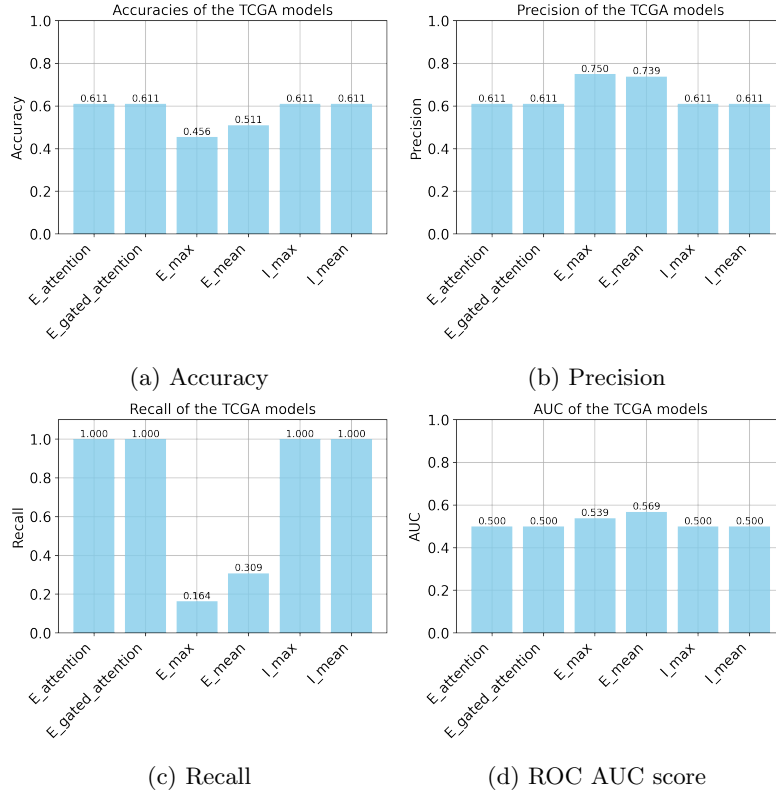 Accuracies of the TCGA models
1.0
0.8
0.6
0.4
0.2
0.0
Accuracy
0.611
0.611
0.456
0.511
0.611
0.611
E_attention
E_gated_attention
E_max
E_mean
I_max
I_mean
(a) Accuracy
Precision of the TCGA models
1.0
0.8
0.6
0.4
0.2
0.0
Precision
0.611
0.611
0.750
0.739
0.611
0.611
E_attention
E_gated_attention
E_max
E_mean
I_max
I_mean
(b) Precision
Recall of the TCGA models
1.0
0.8
0.6
0.4
0.2
0.0
Recall
1.000
1.000
0.164
0.309
1.000
1.000
E_attention
E_gated_attention
E_max
E_mean
I_max
I_mean
(c) Recall
AUC of the TCGA models
1.0
0.8
0.6
0.4
0.2
0.0
AUC
0.500
0.500
0.539
0.569
0.500
0.500
E_attention
E_gated_attention
E_max
E_mean
I_max
I_mean
(d) ROC AUC score